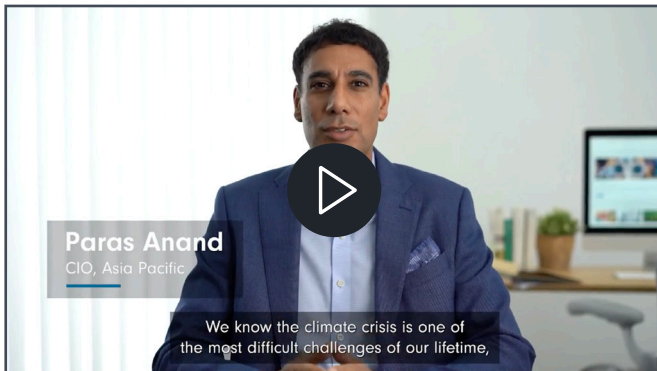 Paras Anand
CIO, Asia Pacific
We know the climate crisis is one of
the most difficult challenges of our lifetime,